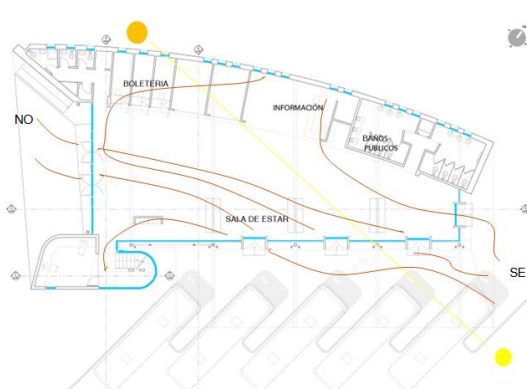 BOLETERIA
INFORMACIÓN
NO
BAÑOS
PÚBLICOS
SALA DE ESTAR
SE